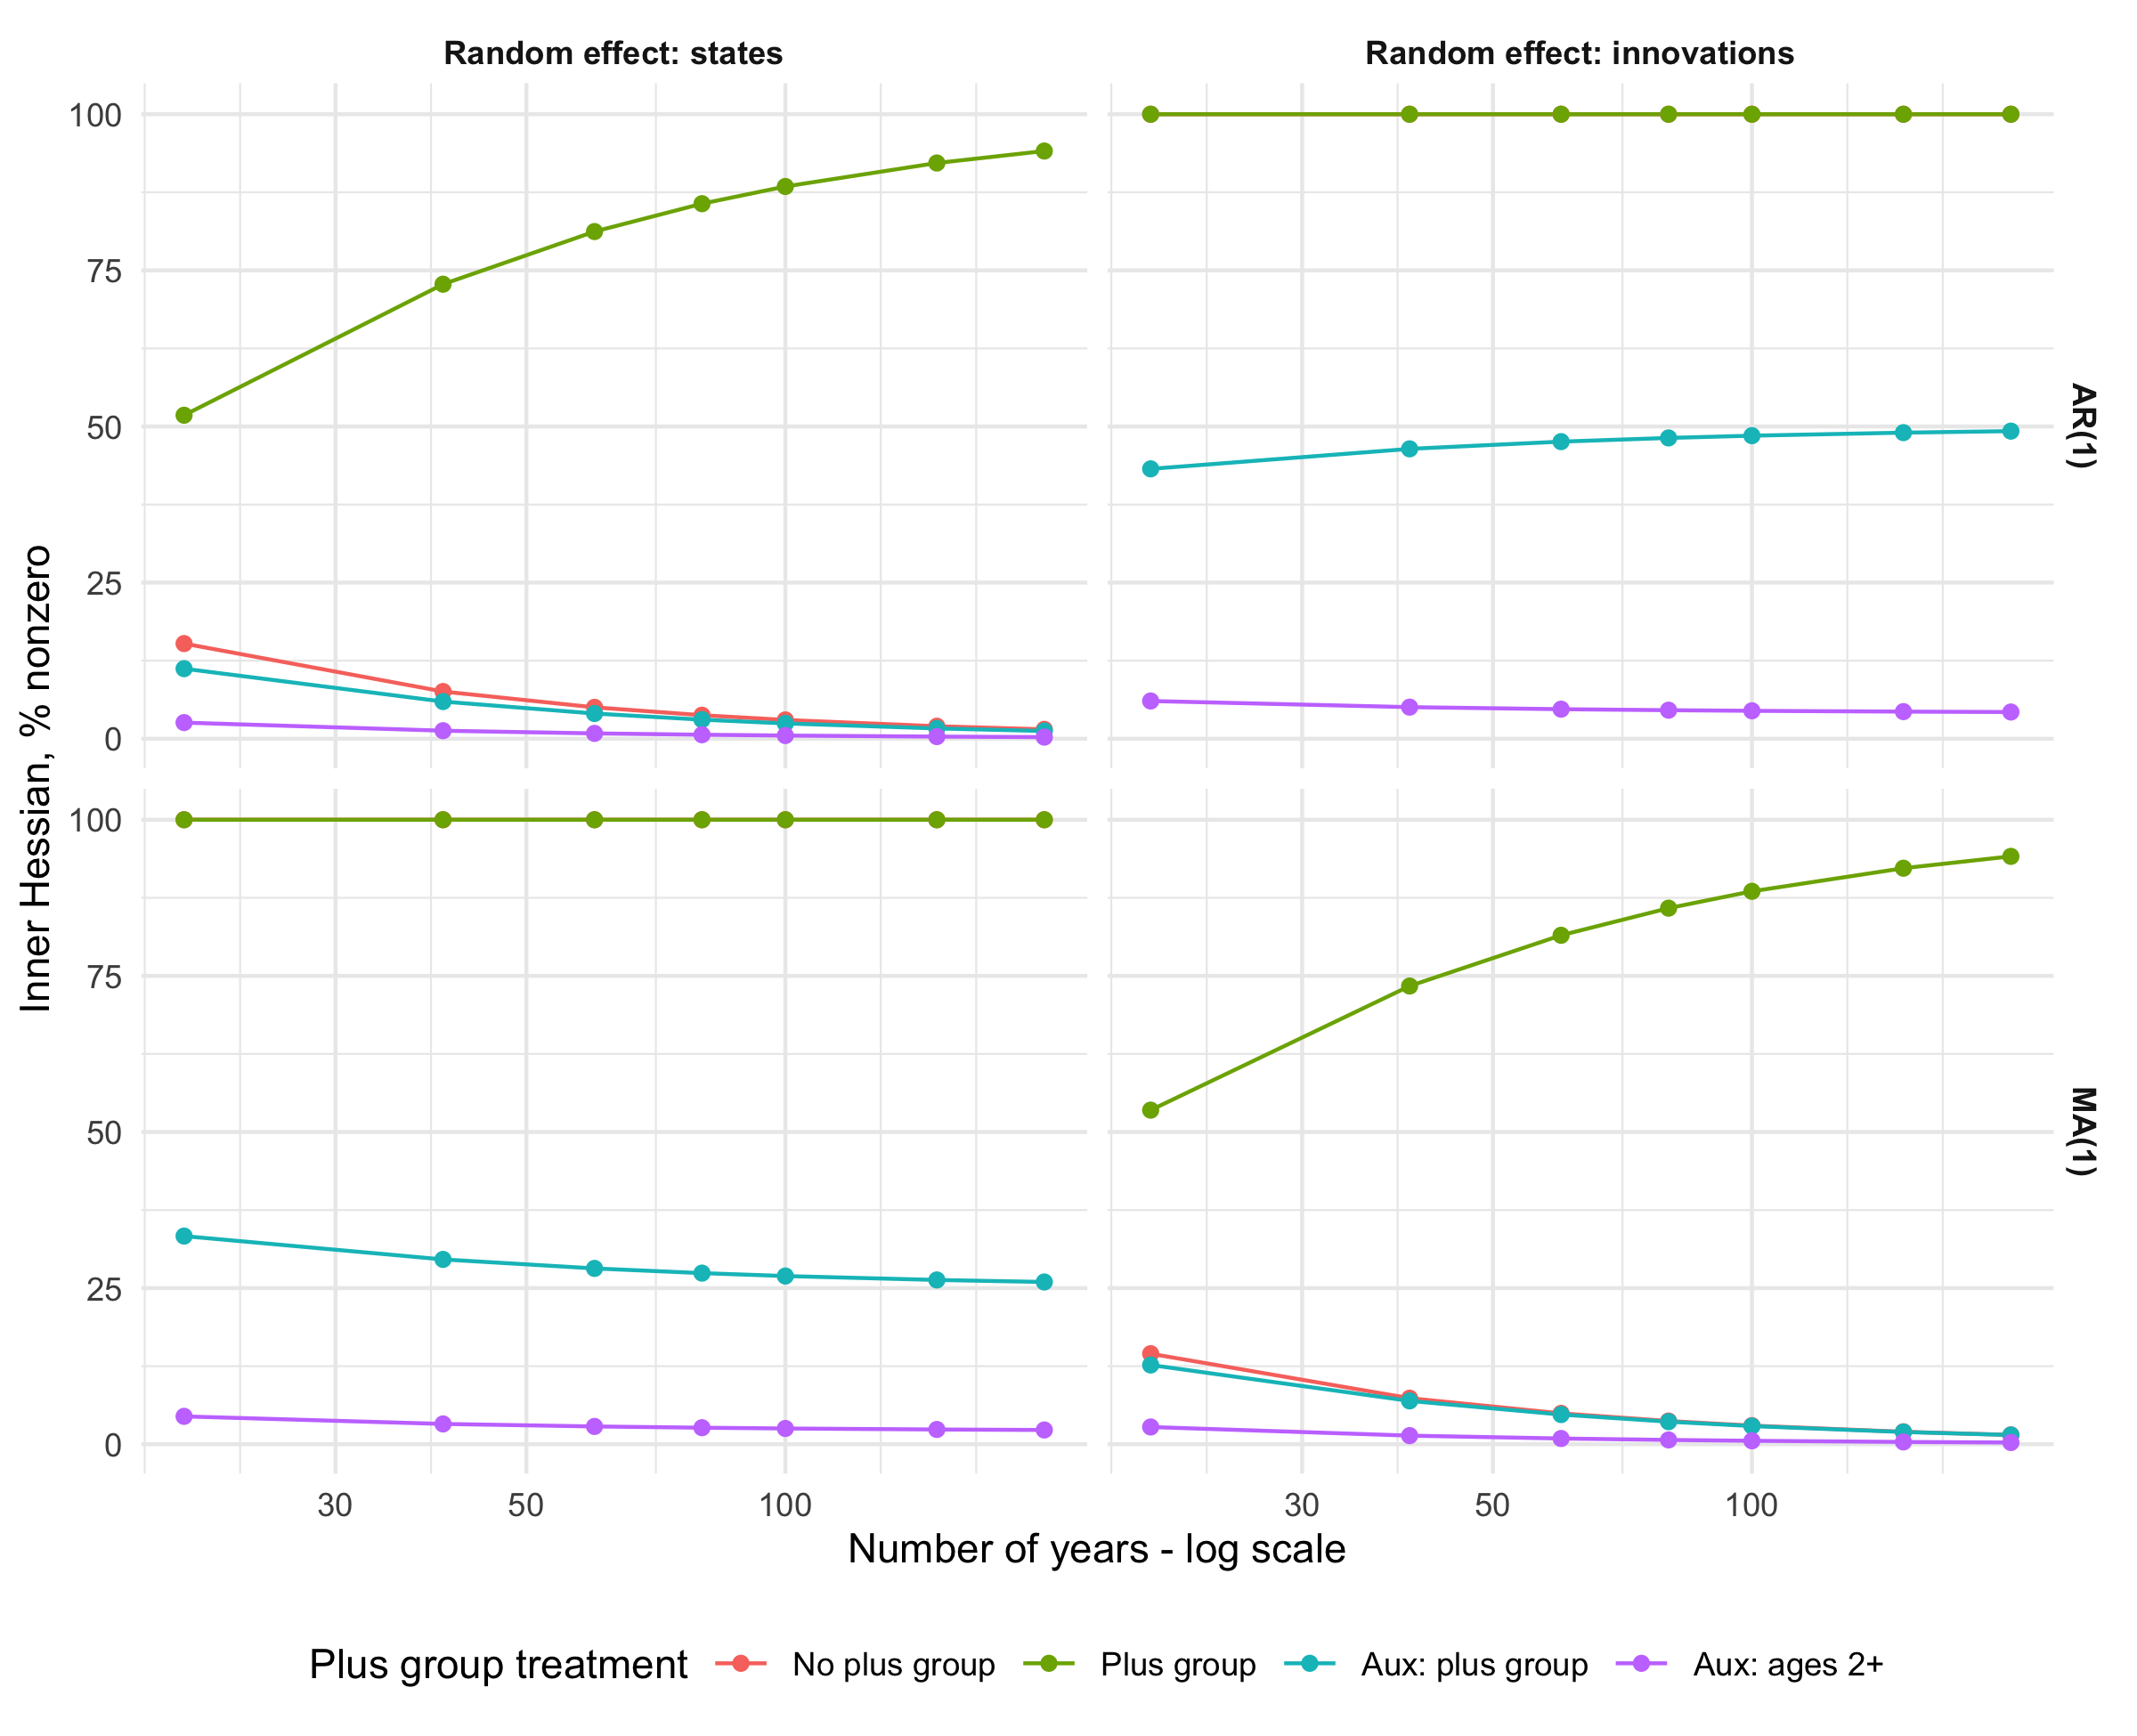 Random effect: states
Random effect: innovations
100
75
50
25
0
AR(1)
100
75
50
25
0
MA(1)
Inner Hessian, % nonzero
30
50
100
30
50
100
Number of years - log scale
Plus group treatment
No plus group
Plus group
Aux: plus group
Aux: ages 2+